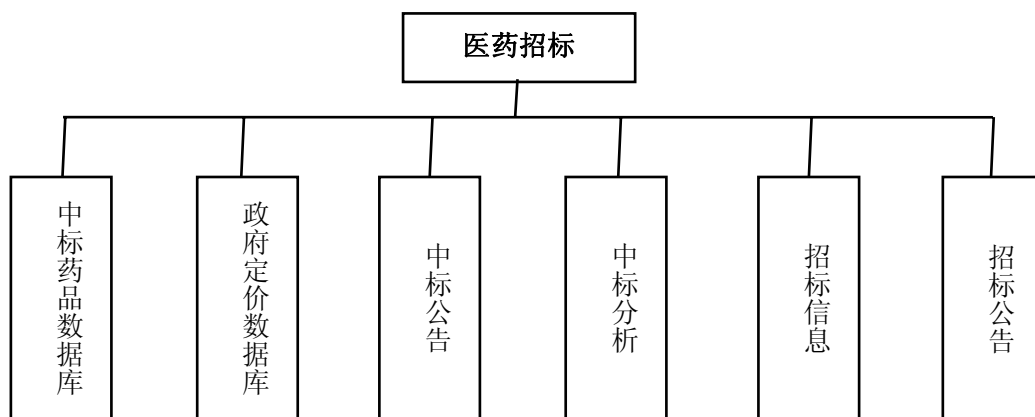 医药招标
中标药品数据库
政府定价数据库
中标公告
中标分析
招标信息
招标公告